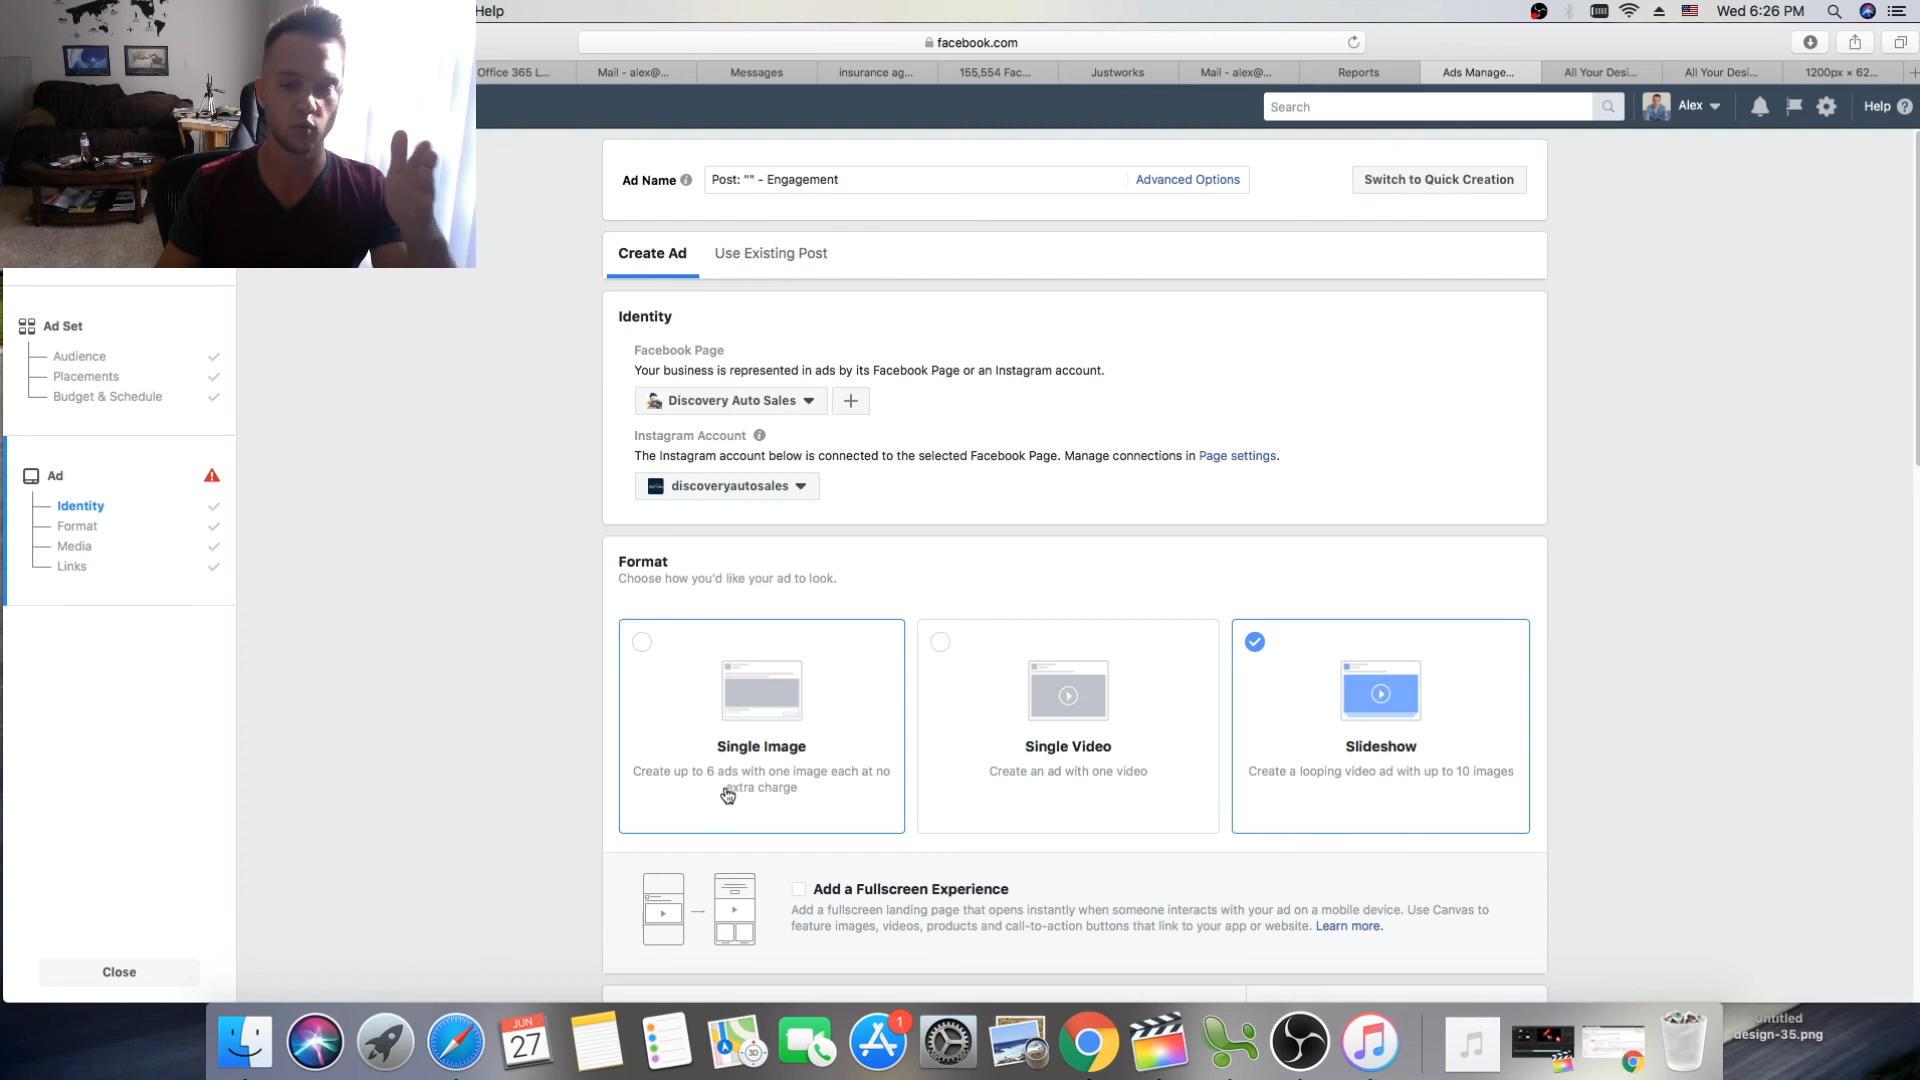 Help
Wed 6:26 PM
facebook.com
Office 365 L...
Mail - alex@...
Messages
insurance ag...
155,554 Fac...
Justworks
Mail - alex@...
Reports
Ads Manage...
All Your Desi...
All Your Desi...
1200px × 62...
Search
Alex
Help
Ad Name
Post: "" - Engagement
Advanced Options
Switch to Quick Creation
Create Ad
Use Existing Post
Identity
Facebook Page
Your business is represented in ads by its Facebook Page or an Instagram account.
Discovery Auto Sales
Instagram Account
The Instagram account below is connected to the selected Facebook Page. Manage connections in Page settings.
discoveryautosales
Ad Set
Audience
Placements
Budget & Schedule
Ad
Identity
Format
Media
Links
Close
Format
Choose how you'd like your ad to look.
Single Image
Create up to 6 ads with one image each at no
extra charge
Single Video
Create an ad with one video
Slideshow
Create a looping video ad with up to 10 images
Add a Fullscreen Experience
Add a fullscreen landing page that opens instantly when someone interacts with your ad on a mobile device. Use Canvas to
feature images, videos, products and call-to-action buttons that link to your app or website. Learn more.
JUN
27
3D
1
Untitled
design-35.png